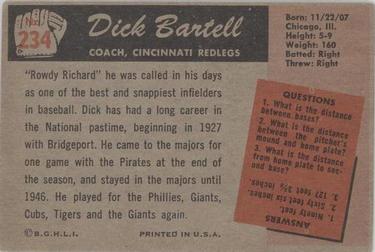 No.
234
Dick Bartell
COACH, CINCINNATI REDLEGS
Born: 11/22/07
Chicago, Ill.
Height: 5-9
Weight: 160
Batted: Right
Threw: Right
"Rowdy Richard" he was called in his days
as one of the best and snappiest infielders
in baseball. Dick has had a long career in
the National pastime, beginning in 1927
with Bridgeport. He came to the majors for
one game with the Pirates at the end of
the season, and stayed in the majors until
1946. He played for the Phillies, Giants,
Cubs, Tigers and the Giants again.
QUESTIONS
1. What is the distance
between bases?
2. What is the distance
between the pitcher's
mound and home plate?
3. What is the distance
from home plate to sec-
ond base?
ANSWERS
1. Ninety feet.
2. Sixty feet six inches.
3. 127 feet 3⅜ inches.
© B.G.H.L.I.
PRINTED IN U.S.A.